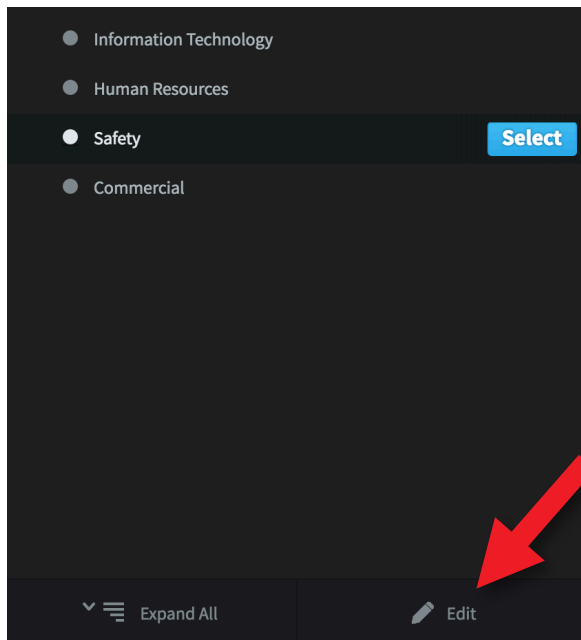 Information Technology
Human Resources
Safety
Select
Commercial
Expand All
Edit